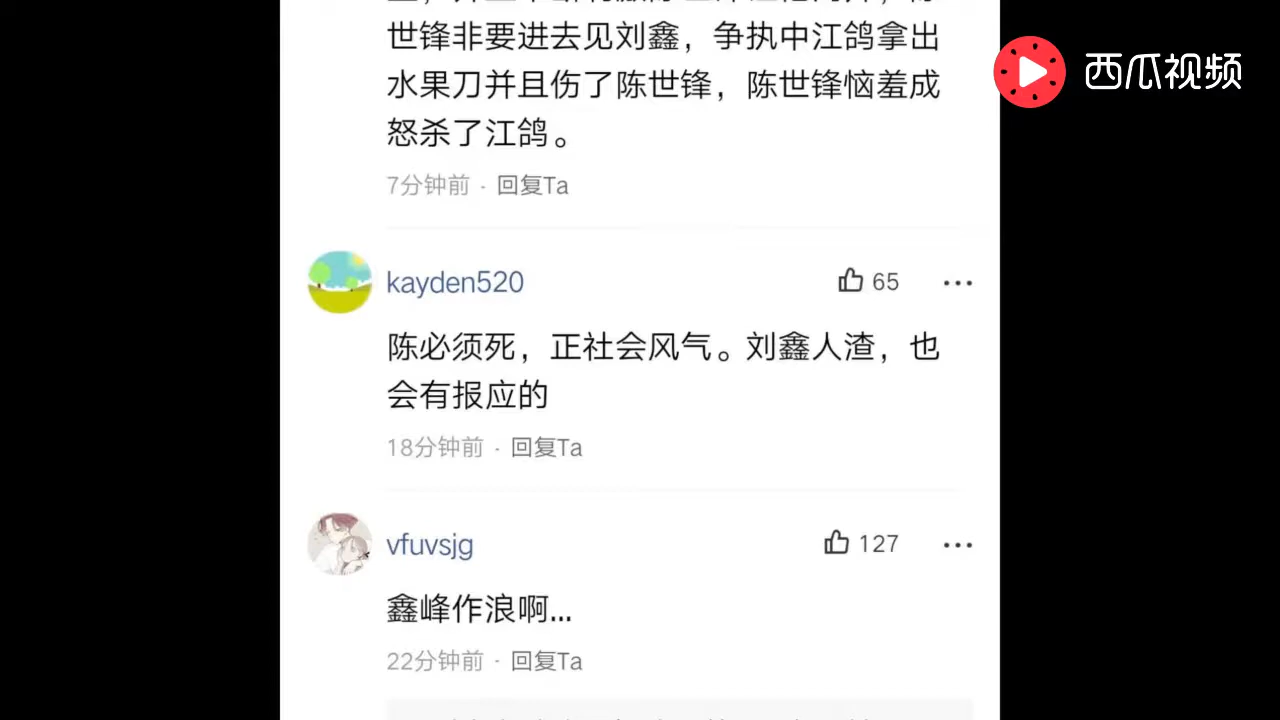 世锋非要进去见刘鑫，争执中江鸽拿出
水果刀并且伤了陈世锋，陈世锋恼羞成
怒杀了江鸽。
7分钟前 - 回复Ta
西瓜视频
kayden520
65
陈必须死，正社会风气。刘鑫人渣，也
会有报应的
18分钟前 - 回复Ta
vfuvsjg
127
鑫峰作浪啊...
22分钟前 - 回复Ta